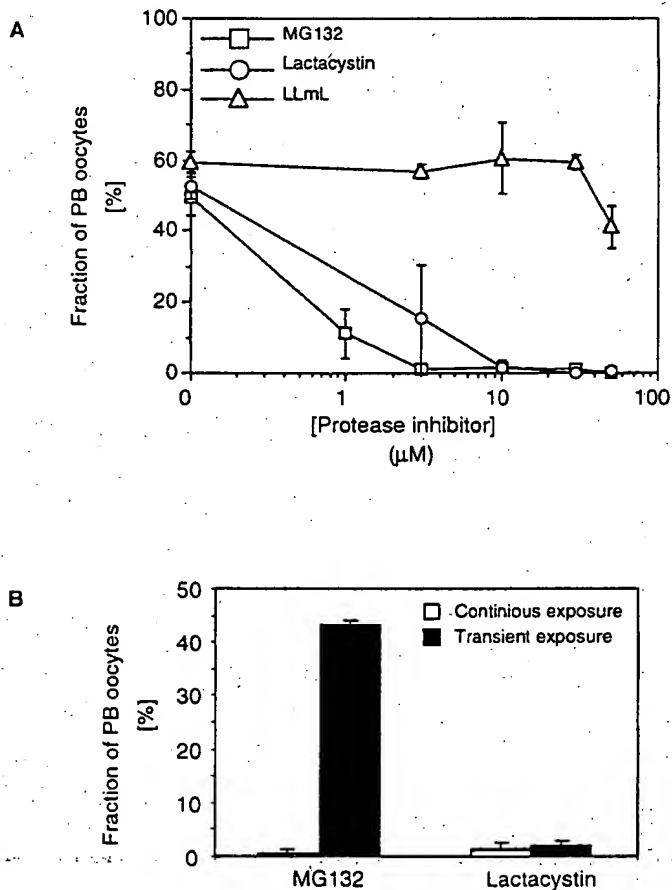 A
100
80
60
40
20
0
Fraction of PB oocytes
[%]
MG132
Lactacystin
LLmL
0
1
10
100
[Protease inhibitor]
(µM)
B
50
40
30
20
10
0
Fraction of PB oocytes
[%]
Continious exposure
Transient exposure
MG132
Lactacystin